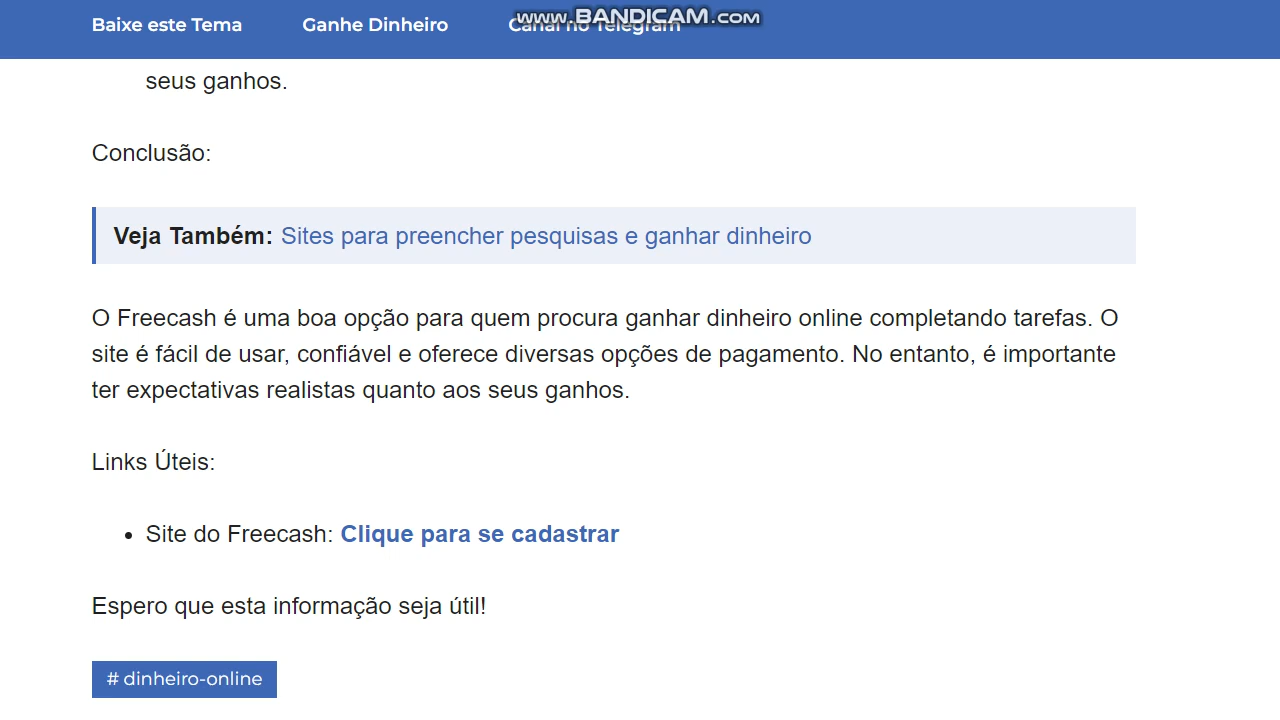 Baixe este Tema
Ganhe Dinheiro
Canal no Telegram
www.BANDICAM.com
seus ganhos.
Conclusão:
Veja Também: Sites para preencher pesquisas e ganhar dinheiro
O Freecash é uma boa opção para quem procura ganhar dinheiro online completando tarefas. O
site é fácil de usar, confiável e oferece diversas opções de pagamento. No entanto, é importante
ter expectativas realistas quanto aos seus ganhos.
Links Úteis:
• Site do Freecash: Clique para se cadastrar
Espero que esta informação seja útil!
# dinheiro-online